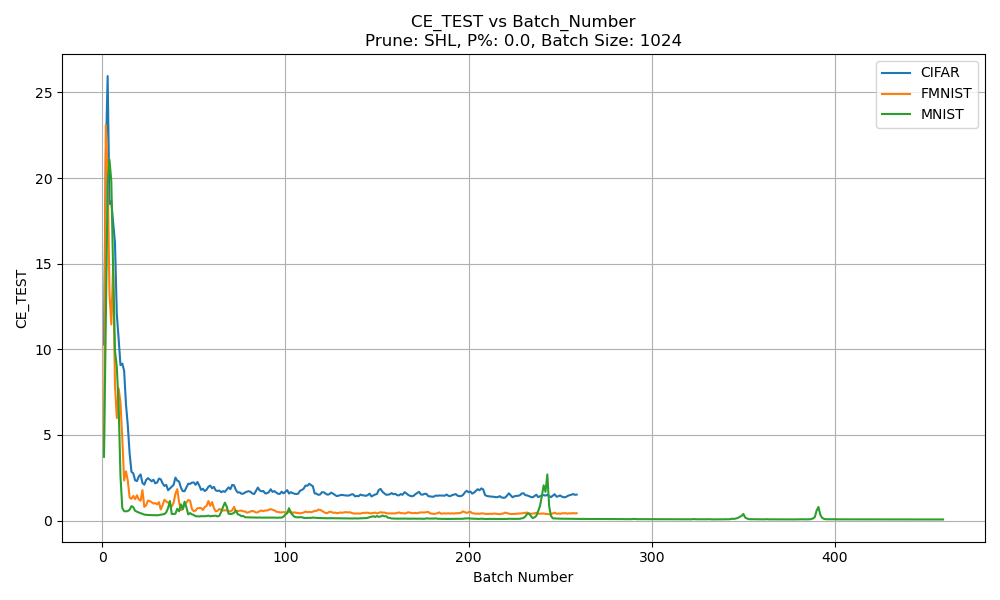 CE_TEST vs Batch_Number
Prune: SHL, P%: 0.0, Batch Size: 1024
CIFAR
FMNIST
MNIST
25
20
15
10
5
0
CE_TEST
0 100 200 300 400
Batch Number